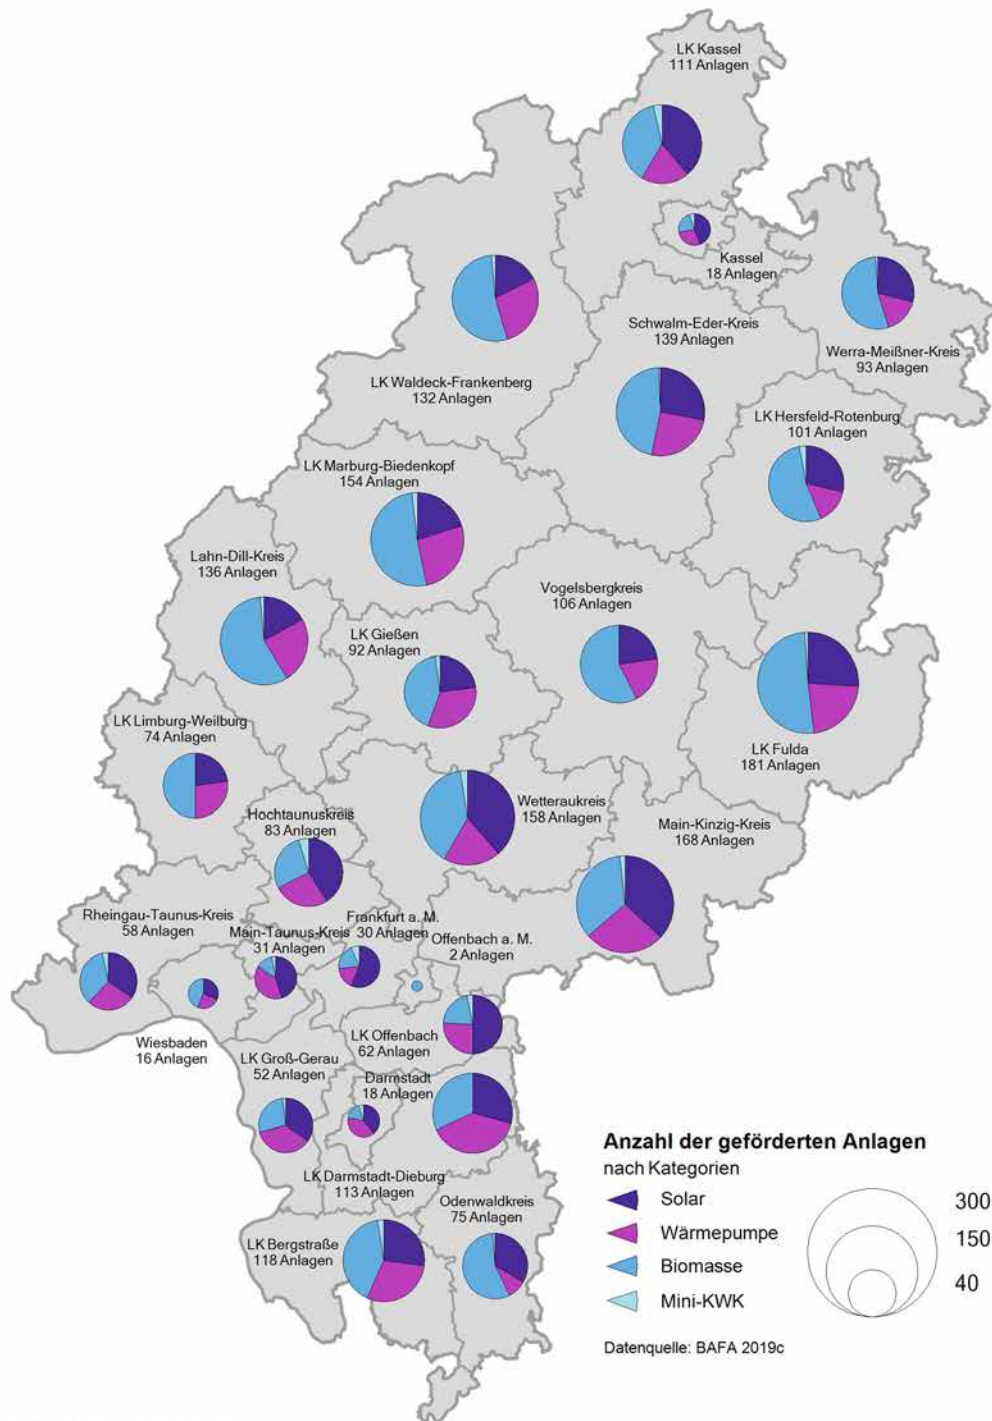 LK Kassel
111 Anlagen
Kassel
18 Anlagen
Schwalm-Eder-Kreis
139 Anlagen
Werra-Meißner-Kreis
93 Anlagen
LK Waldeck-Frankenberg
132 Anlagen
LK Hersfeld-Rotenburg
101 Anlagen
LK Marburg-Biedenkopf
154 Anlagen
Lahn-Dill-Kreis
136 Anlagen
Vogelsbergkreis
106 Anlagen
LK Gießen
92 Anlagen
LK Limburg-Weilburg
74 Anlagen
LK Fulda
181 Anlagen
Wetteraukreis
158 Anlagen
Hochtaunuskreis
83 Anlagen
Main-Kinzig-Kreis
168 Anlagen
Rheingau-Taunus-Kreis
58 Anlagen
Main-Taunus-Kreis
31 Anlagen
Frankfurt a. M.
30 Anlagen
Offenbach a. M.
2 Anlagen
Wiesbaden
16 Anlagen
LK Offenbach
62 Anlagen
LK Groß-Gerau
52 Anlagen
Darmstadt
18 Anlagen
LK Darmstadt-Dieburg
113 Anlagen
Odenwaldkreis
75 Anlagen
LK Bergstraße
118 Anlagen
Anzahl der geförderten Anlagen
nach Kategorien
Solar
Wärmepumpe
Biomasse
Mini-KWK
300
150
40
Datenquelle: BAFA 2019c